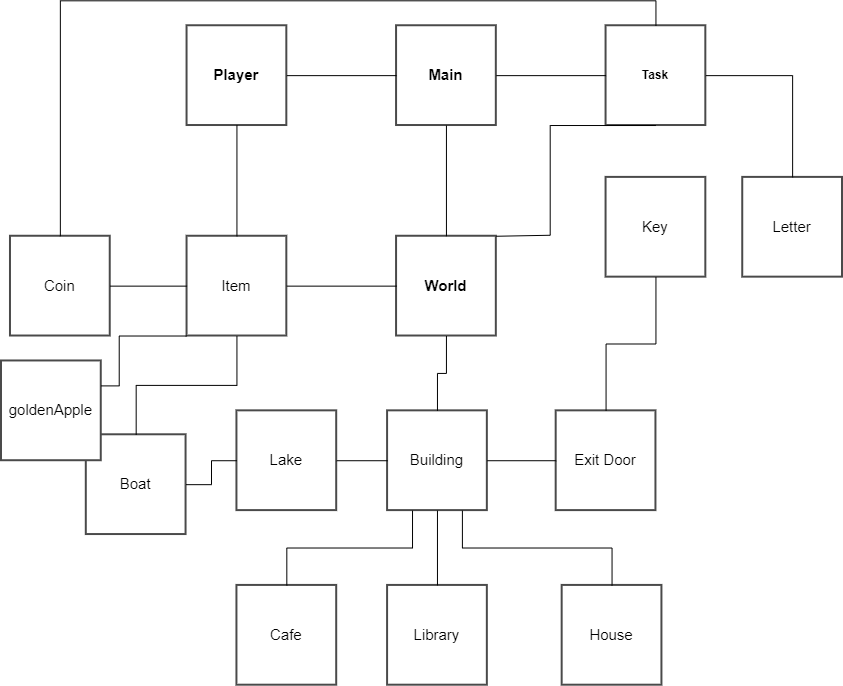 Player
Main
Task
Key
Letter
Coin
Item
World
goldenApple
Boat
Lake
Building
Exit Door
Cafe
Library
House